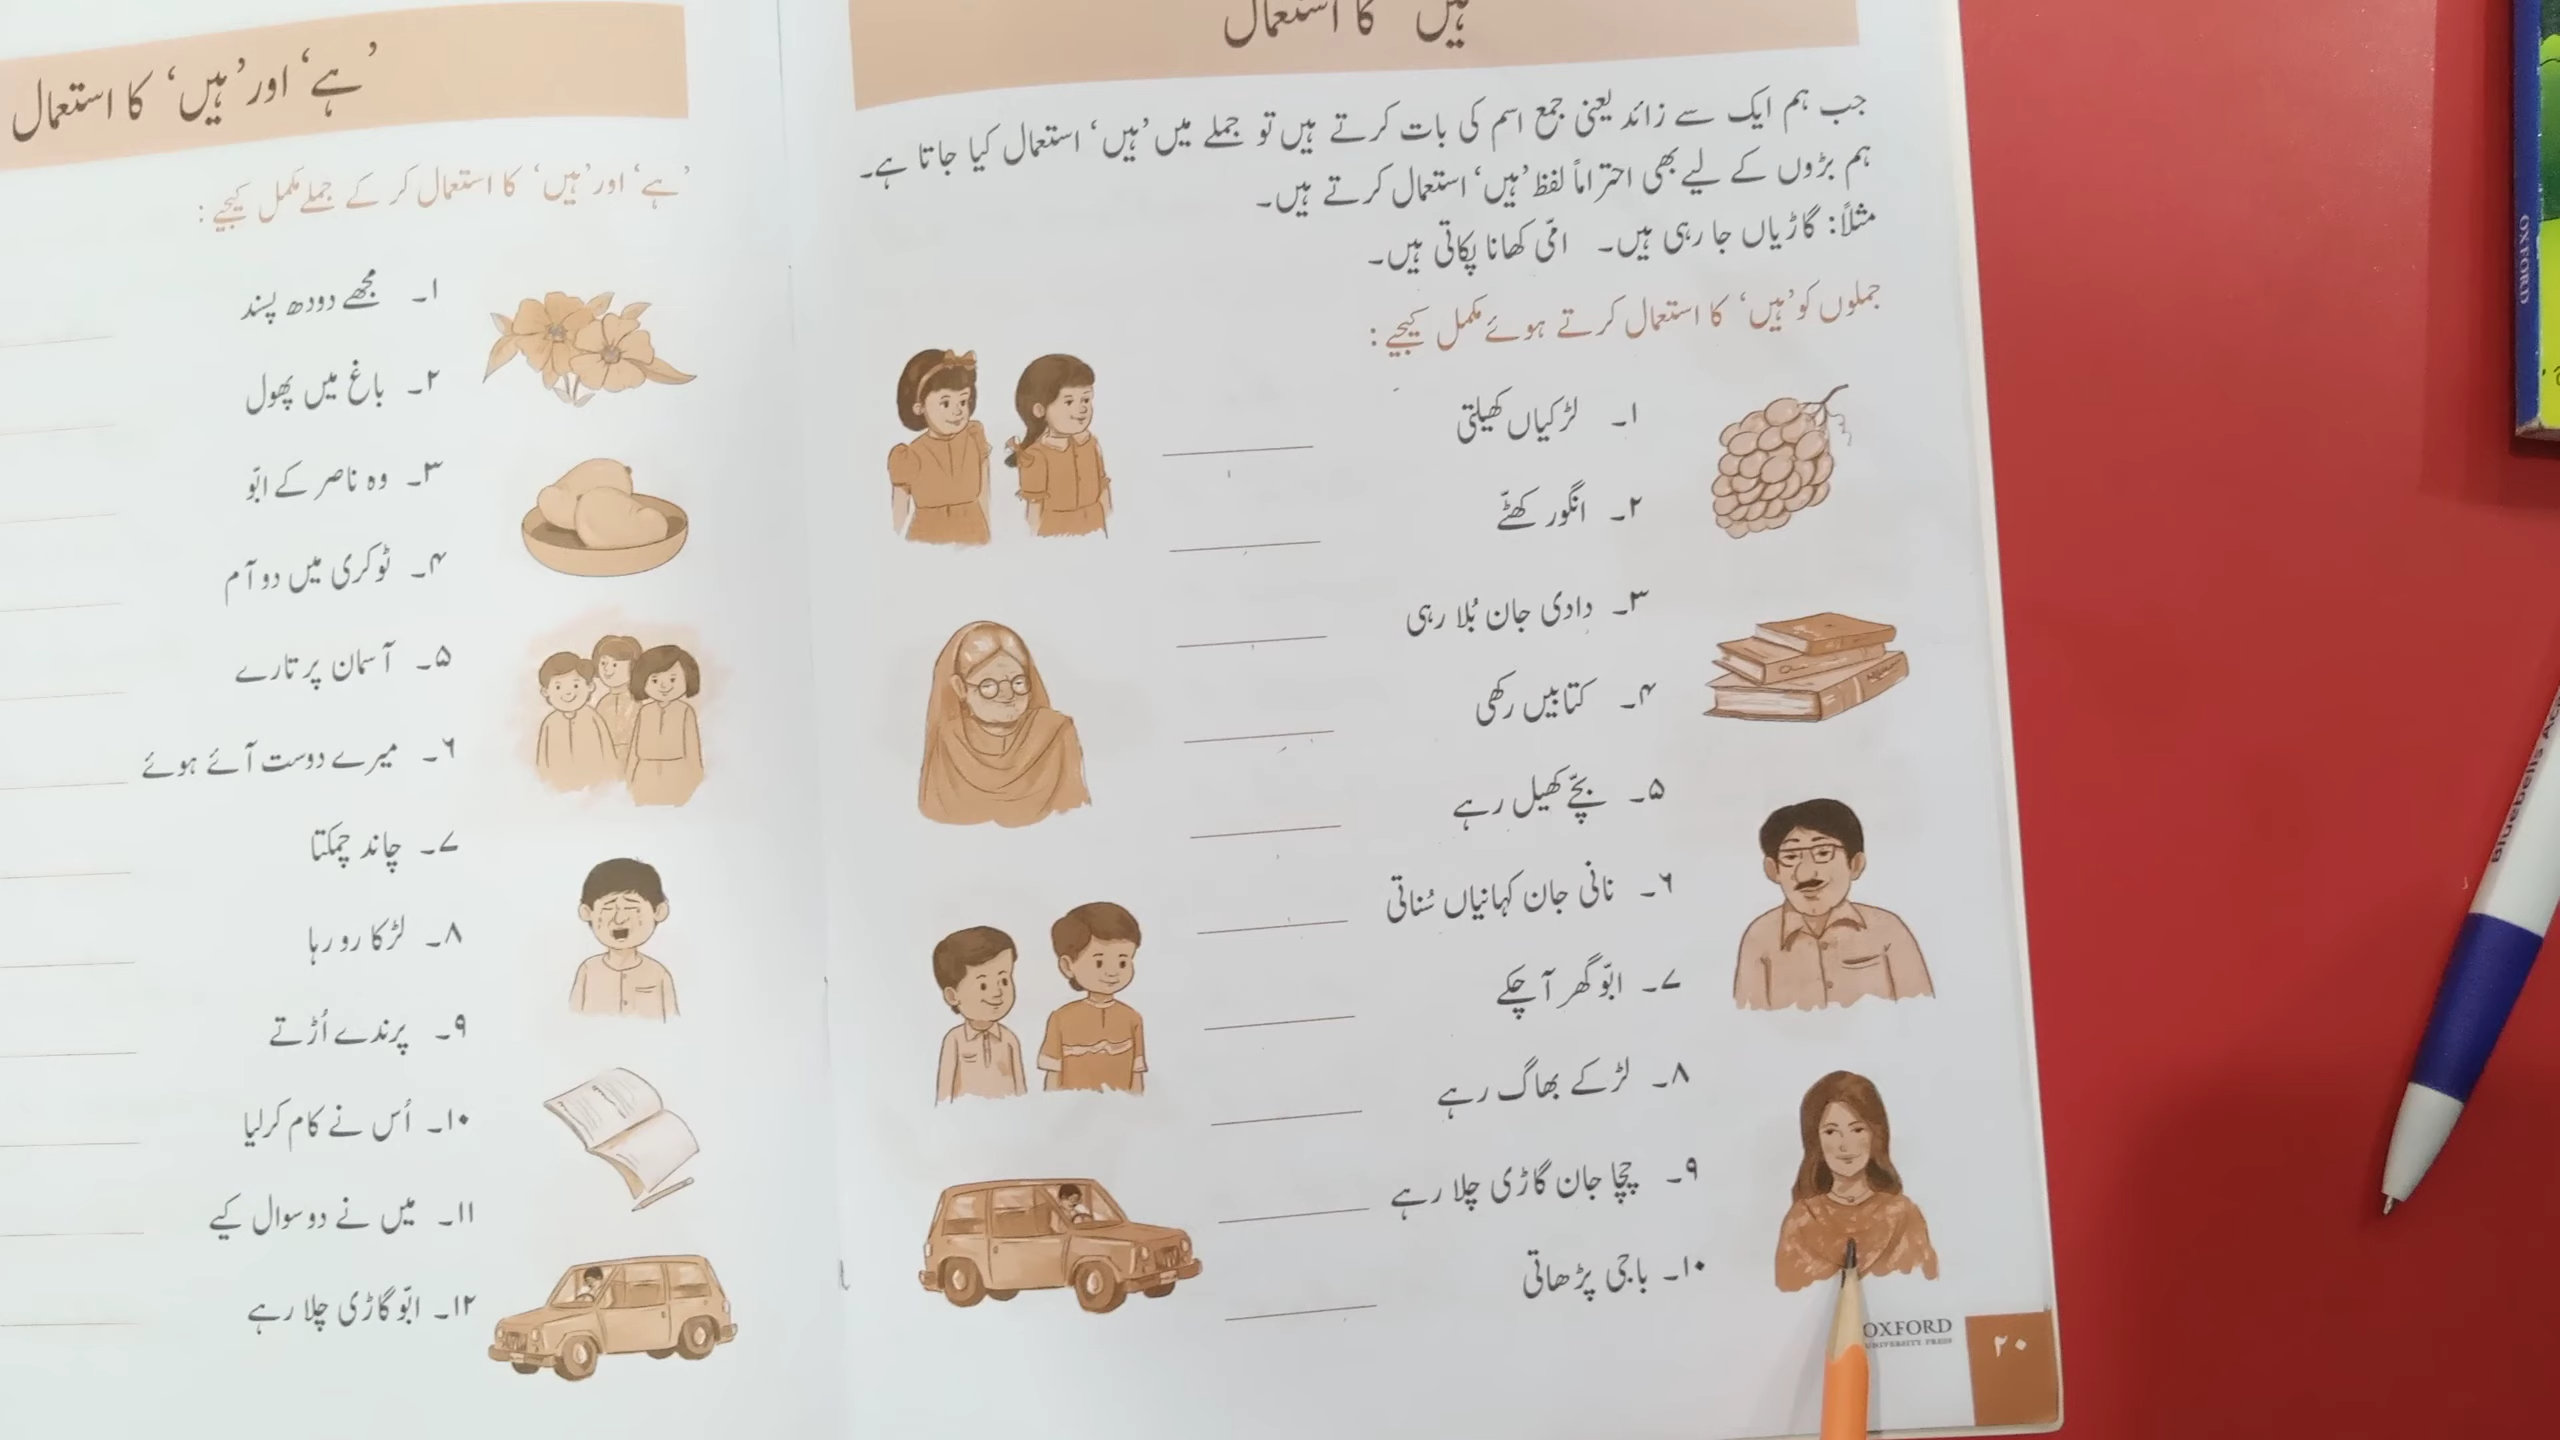 ہیں‘ کا استعمال
جب ہم ایک سے زائد یعنی جمع اسم کی بات کرتے ہیں تو جملے میں ’ہیں‘ استعمال کیا جاتا ہے۔
ہم بڑوں کے لیے بھی احتراماً لفظ ’ہیں‘ استعمال کرتے ہیں۔
مثلاً: گاڑیاں جا رہی ہیں۔ امّی کھانا پکاتی ہیں۔
جملوں کو ’ہیں‘ کا استعمال کرتے ہوئے مکمل کیجیے:
۱۔ لڑکیاں کھیلتی
۲۔ انگور کھٹّے
۳۔ دادی جان بُلا رہی
۴۔ کتابیں رکھی
۵۔ بچّے کھیل رہے
۶۔ نانی جان کہانیاں سُناتی
۷۔ ابّو گھر آ چکے
۸۔ لڑکے بھاگ رہے
۹۔ چچا جان گاڑی چلا رہے
۱۰۔ باجی پڑھاتی
OXFORD
UNIVERSITY PRESS
۲۰
’ہے‘ اور ’ہیں‘ کا استعمال
’ہے‘ اور ’ہیں‘ کا استعمال کر کے جملے مکمل کیجیے:
۱۔ مجھے دودھ پسند
۲۔ باغ میں پھول
۳۔ وہ ناصر کے ابّو
۴۔ ٹوکری میں دو آم
۵۔ آسمان پر تارے
۶۔ میرے دوست آئے ہوئے
۷۔ چاند چمکتا
۸۔ لڑکا رو رہا
۹۔ پرندے اُڑتے
۱۰۔ اُس نے کام کرلیا
۱۱۔ میں نے دو سوال کیے
۱۲۔ ابّو گاڑی چلا رہے
OXFORD
Bluebells